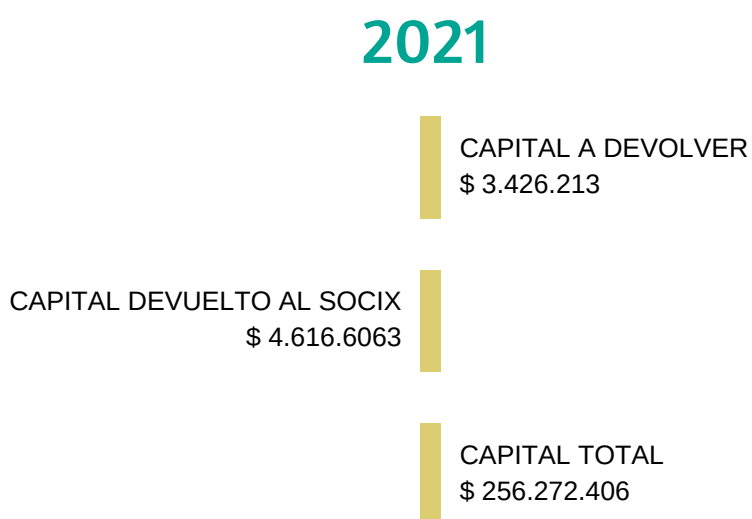 2021
CAPITAL A DEVOLVER
$ 3.426.213
CAPITAL DEVUELTO AL SOCIX
$ 4.616.6063
CAPITAL TOTAL
$ 256.272.406